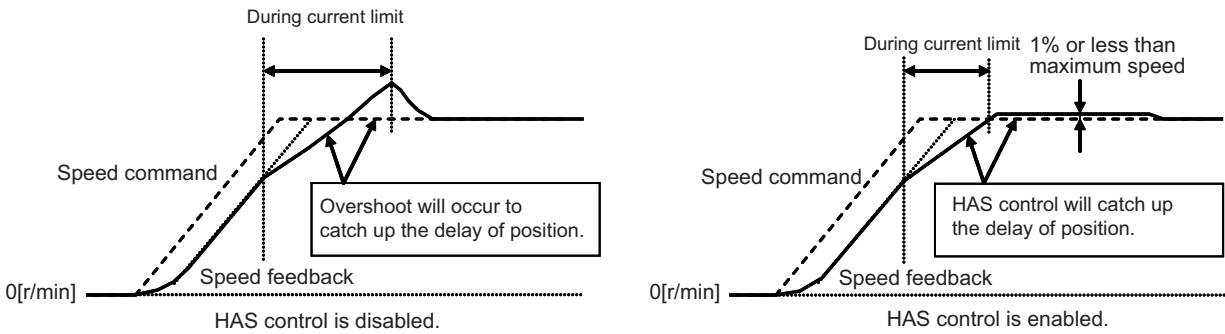 During current limit
Speed command
Overshoot will occur to
catch up the delay of position.
Speed feedback
0[r/min]
HAS control is disabled.
During current limit
1% or less than
maximum speed
Speed command
HAS control will catch up
the delay of position.
Speed feedback
0[r/min]
HAS control is enabled.